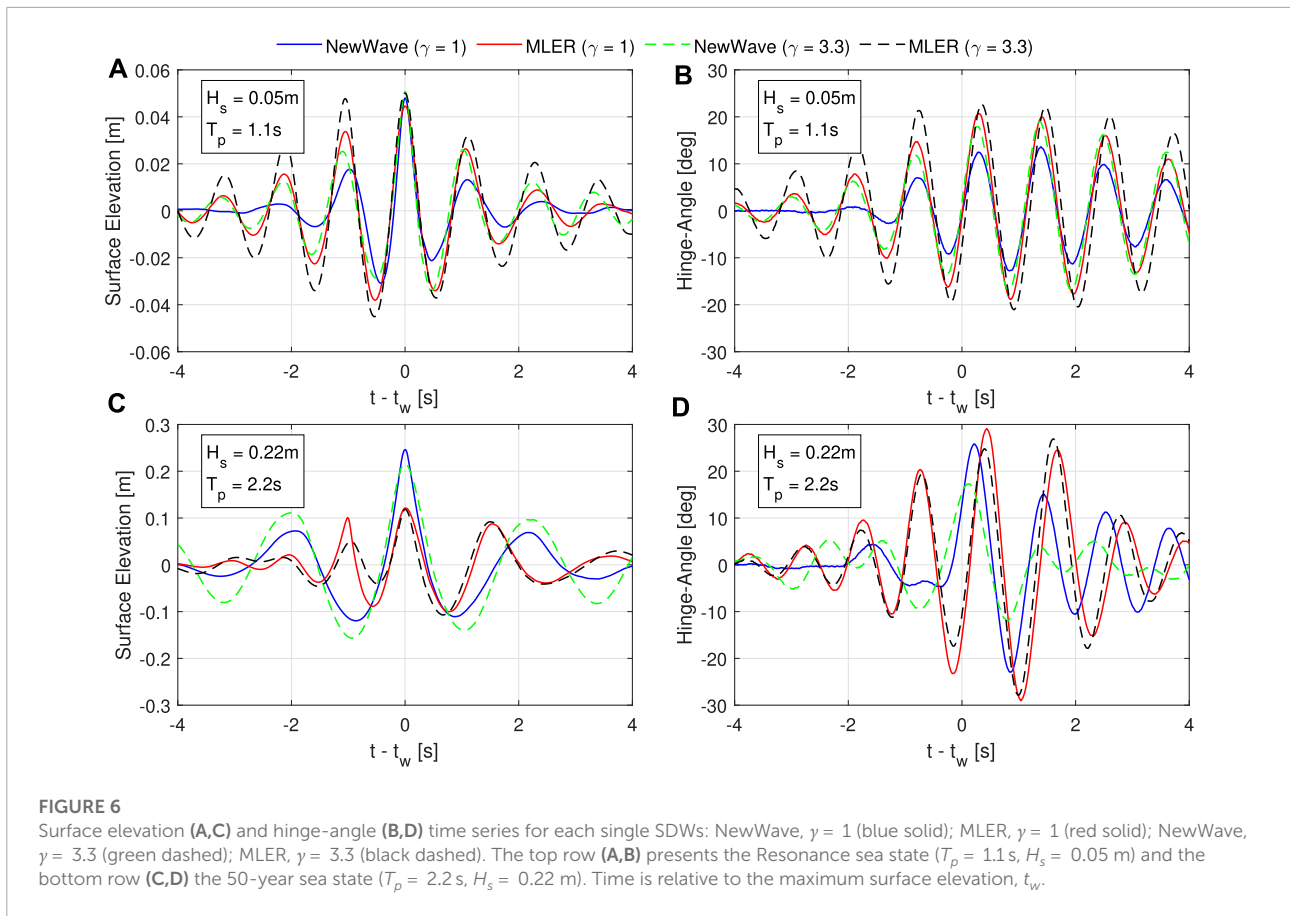 NewWave (γ = 1) MLER (γ = 1) NewWave (γ = 3.3) MLER (γ = 3.3)
A
0.06
0.04
0.02
0
-0.02
-0.04
-0.06
Surface Elevation [m]
H_s = 0.05m
T_p = 1.1s
-4 -2 0 2 4
t - t_w [s]
B
30
20
10
0
-10
-20
-30
Hinge-Angle [deg]
H_s = 0.05m
T_p = 1.1s
-4 -2 0 2 4
t - t_w [s]
C
0.3
0.2
0.1
0
-0.1
-0.2
-0.3
Surface Elevation [m]
H_s = 0.22m
T_p = 2.2s
-4 -2 0 2 4
t - t_w [s]
D
30
20
10
0
-10
-20
-30
Hinge-Angle [deg]
H_s = 0.22m
T_p = 2.2s
-4 -2 0 2 4
t - t_w [s]
FIGURE 6
Surface elevation (A,C) and hinge-angle (B,D) time series for each single SDWs: NewWave, γ = 1 (blue solid); MLER, γ = 1 (red solid); NewWave,
γ = 3.3 (green dashed); MLER, γ = 3.3 (black dashed). The top row (A,B) presents the Resonance sea state (T_p = 1.1 s, H_s = 0.05 m) and the
bottom row (C,D) the 50-year sea state (T_p = 2.2 s, H_s = 0.22 m). Time is relative to the maximum surface elevation, t_w.